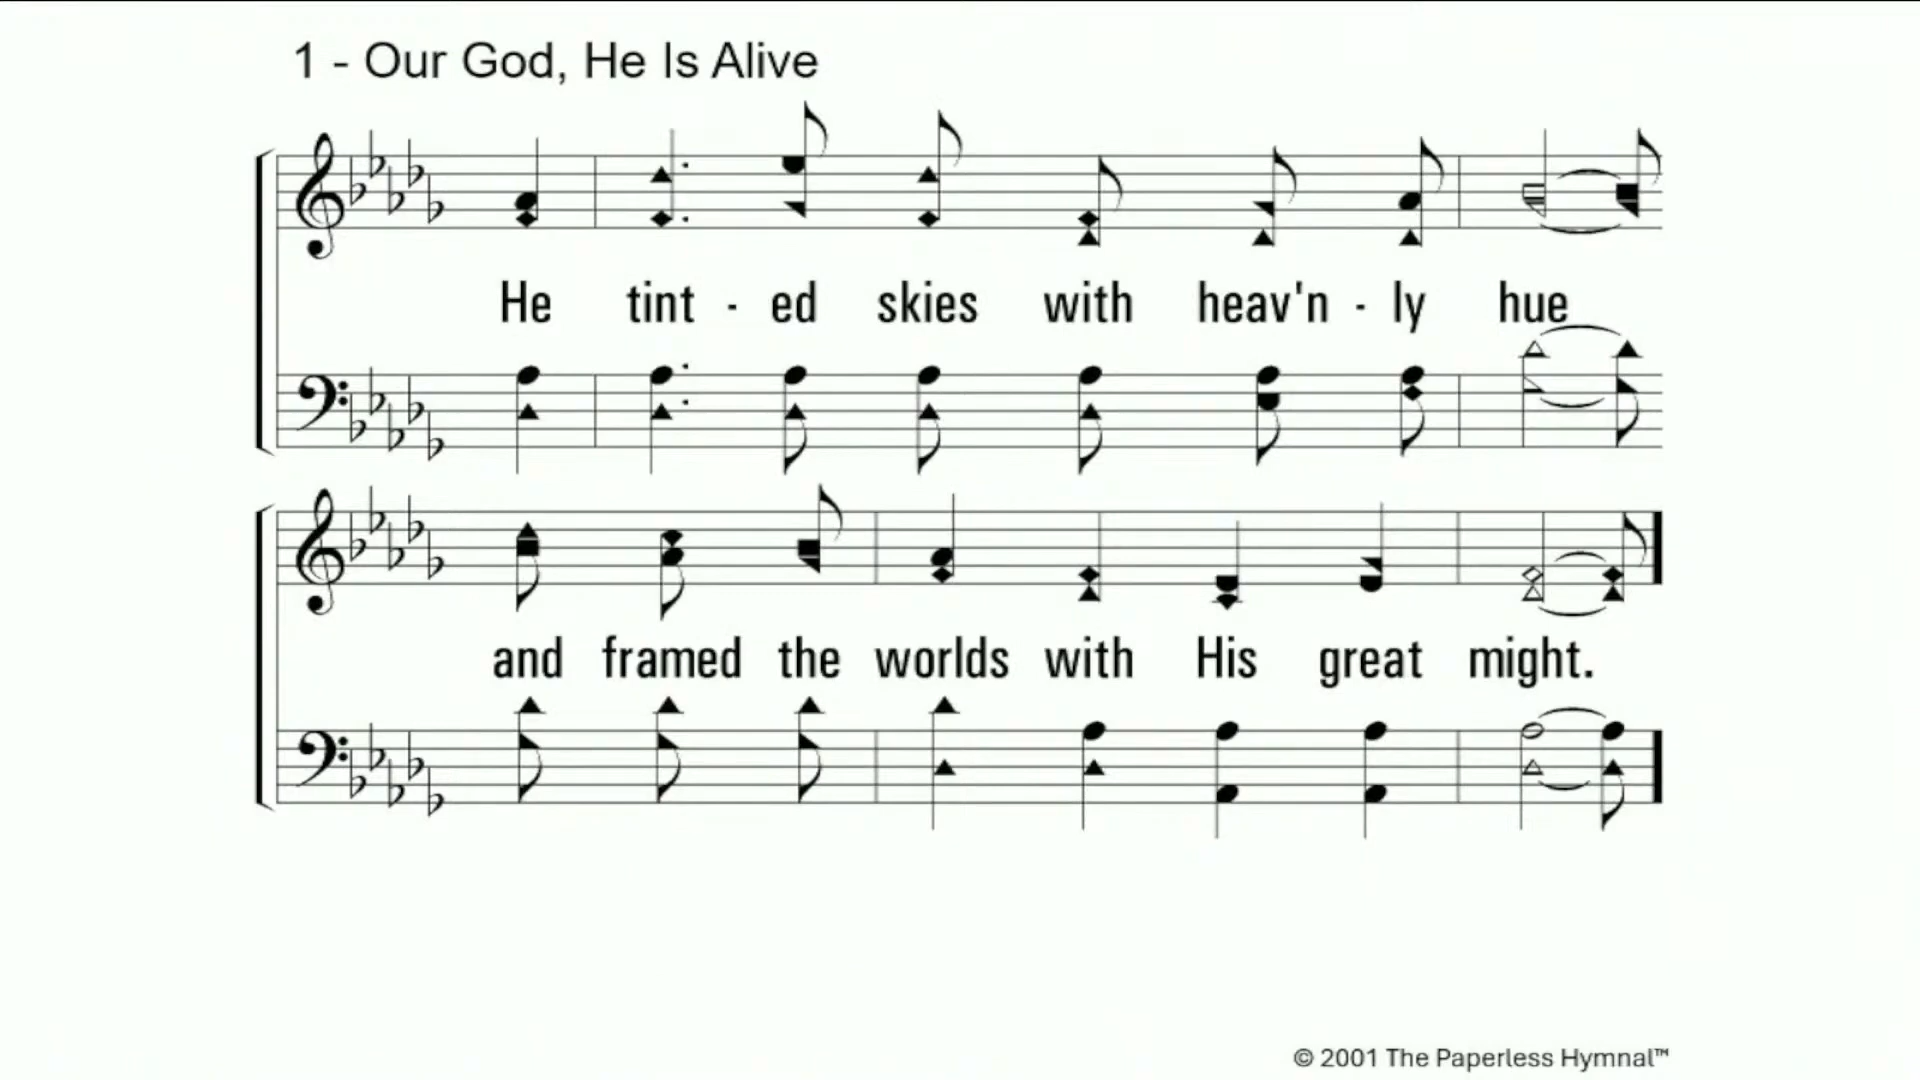 1 - Our God, He Is Alive
He tint - ed skies with heav'n - ly hue
and framed the worlds with His great might.
© 2001 The Paperless Hymnal™